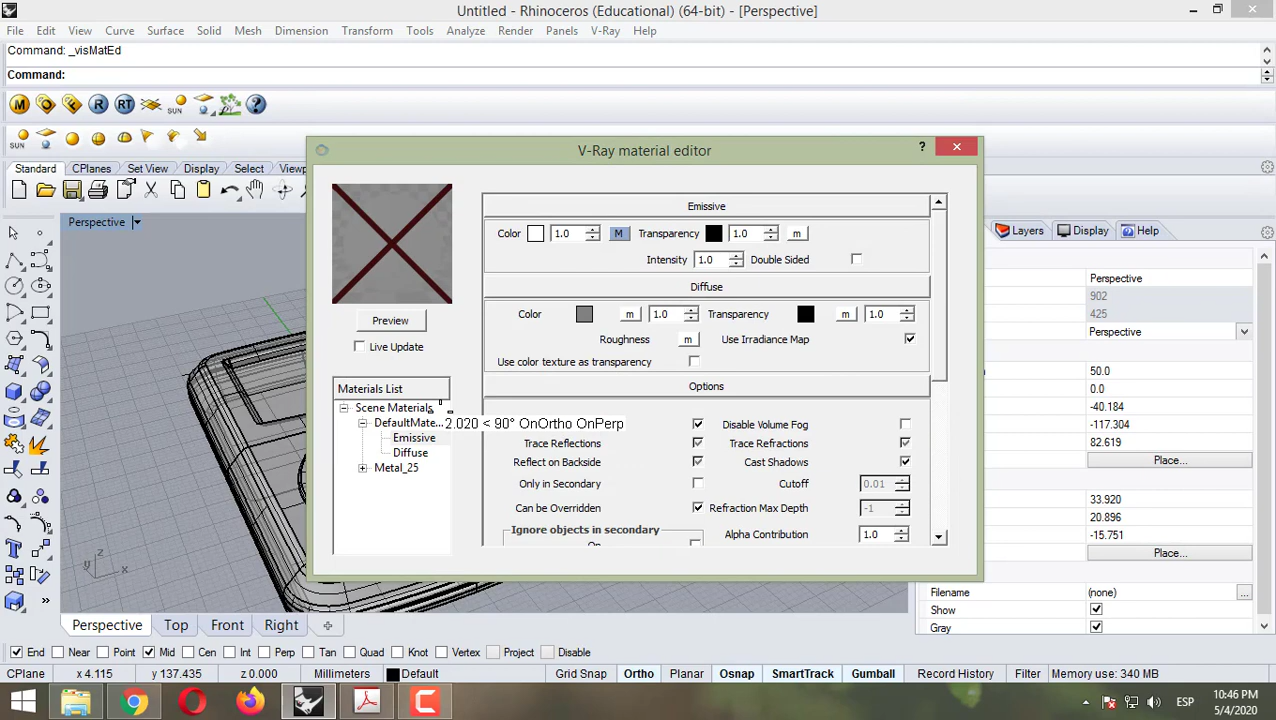 Untitled - Rhinoceros (Educational) (64-bit) - [Perspective]
File Edit View Curve Surface Solid Mesh Dimension Transform Tools Analyze Render Panels V-Ray Help
Command: _visMatEd
Command:
M O F R RT SUN ?
SUN
Standard CPlanes Set View Display Select Viewp
V-Ray material editor ?
Perspective
Preview
Live Update
Materials List
Scene Materials
DefaultMate...
Emissive
Diffuse
Metal_25
2.020 < 90° OnOrtho OnPerp
Emissive
Color 1.0 M Transparency 1.0 m
Intensity 1.0 Double Sided
Diffuse
Color m 1.0 Transparency m 1.0
Roughness m Use Irradiance Map
Use color texture as transparency
Options
Disable Volume Fog
Trace Reflections Trace Refractions
Reflect on Backside Cast Shadows
Only in Secondary Cutoff 0.01
Can be Overridden Refraction Max Depth -1
Ignore objects in secondary
On Alpha Contribution 1.0
Layers Display Help
Perspective
902
425
Perspective
50.0
0.0
-40.184
-117.304
82.619
Place...
33.920
20.896
-15.751
Place...
Filename (none) ...
Show
Gray
z
y
x
Perspective Top Front Right
End Near Point Mid Cen Int Perp Tan Quad Knot Vertex Project Disable
CPlane x 4.115 y 137.435 z 0.000 Millimeters Default Grid Snap Ortho Planar Osnap SmartTrack Gumball Record History Filter Memory use: 340 MB
ESP
10:46 PM
5/4/2020